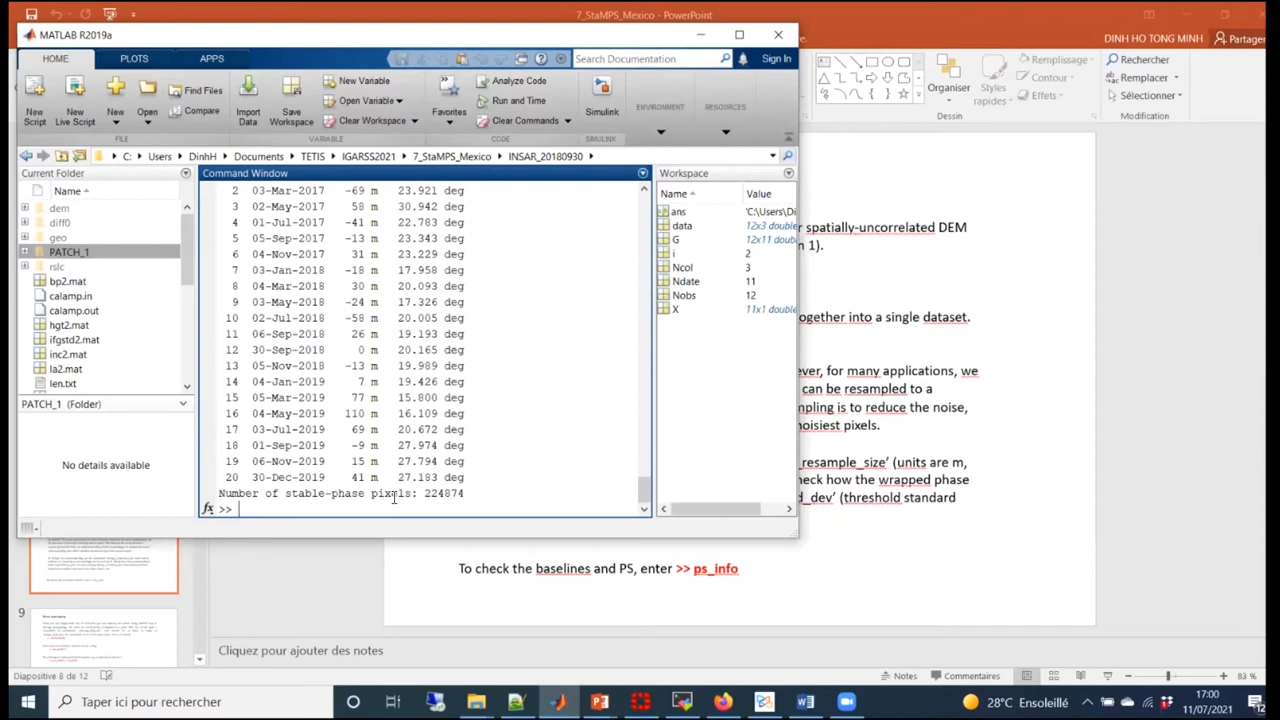 7_StaMPS_Mexico - PowerPoint
DINH HO TONG MINH
Partager
MATLAB R2019a
HOME
PLOTS
APPS
Search Documentation
Sign In
New Script
New Live Script
New
Open
Find Files
Compare
Import Data
Save Workspace
New Variable
Open Variable
Clear Workspace
Favorites
Analyze Code
Run and Time
Clear Commands
Simulink
ENVIRONMENT
RESOURCES
FILE
VARIABLE
CODE
SIMULINK
Organiser
Styles rapides
Remplissage
Contour
Effets
Rechercher
Remplacer
Sélectionner
Dessin
Modification
C: Users DinhH Documents TETIS IGARSS2021 7_StaMPS_Mexico INSAR_20180930
Current Folder
Name
dem
diff0
geo
PATCH_1
rslc
bp2.mat
calamp.in
calamp.out
hgt2.mat
ifgstd2.mat
inc2.mat
la2.mat
len.txt
PATCH_1 (Folder)
No details available
Command Window
2 03-Mar-2017 -69 m 23.921 deg
3 02-May-2017 58 m 30.942 deg
4 01-Jul-2017 -41 m 22.783 deg
5 05-Sep-2017 -13 m 23.343 deg
6 04-Nov-2017 31 m 23.229 deg
7 03-Jan-2018 -18 m 17.958 deg
8 04-Mar-2018 30 m 20.093 deg
9 03-May-2018 -24 m 17.326 deg
10 02-Jul-2018 -58 m 20.005 deg
11 06-Sep-2018 26 m 19.193 deg
12 30-Sep-2018 0 m 20.165 deg
13 05-Nov-2018 -13 m 19.989 deg
14 04-Jan-2019 7 m 19.426 deg
15 05-Mar-2019 77 m 15.800 deg
16 04-May-2019 110 m 16.109 deg
17 03-Jul-2019 69 m 20.672 deg
18 01-Sep-2019 -9 m 27.974 deg
19 06-Nov-2019 15 m 27.794 deg
20 30-Dec-2019 41 m 27.183 deg
Number of stable-phase pixels: 224874
fx >>
Workspace
Name Value
ans 'C:\Users\Di
data 12x3 double
G 12x11 double
i 2
Ncol 3
Ndate 11
Nobs 12
X 11x1 double
r spatially-uncorrelated DEM
n 1).
ogether into a single dataset.
ever, for many applications, we
can be resampled to a
mpling is to reduce the noise,
noisiest pixels.
_resample_size' (units are m,
heck how the wrapped phase
d_dev' (threshold standard
To check the baselines and PS, enter >> ps_info
9
Cliquez pour ajouter des notes
Diapositive 8 de 12
Notes
Commentaires
83 %
Taper ici pour rechercher
28°C Ensoleillé
17:00
11/07/2021
12